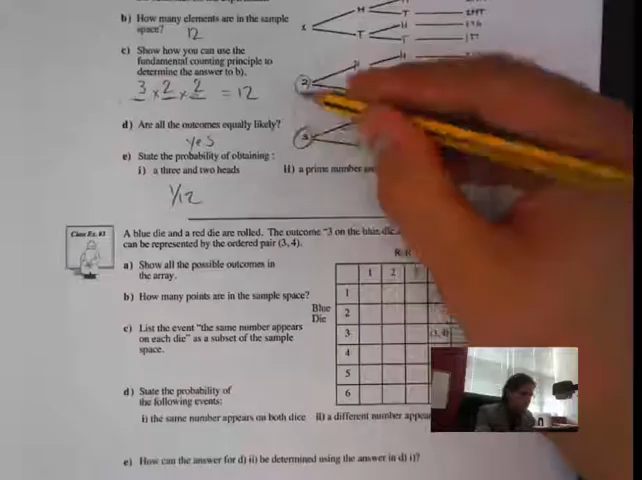 b) How many elements are in the sample
space? 12
c) Show how you can use the
fundamental counting principle to
determine the answer to b).
3 × 2 × 2 = 12
d) Are all the outcomes equally likely?
yes
e) State the probability of obtaining :
i) a three and two heads ii) a prime number
1/12
H
T
H
T
T
2
3
Class Ex. #3
A blue die and a red die are rolled. The outcome "3 on the blue die
can be represented by the ordered pair (3, 4).
a) Show all the possible outcomes in
the array.
b) How many points are in the sample space?
c) List the event "the same number appears
on each die" as a subset of the sample
space.
Blue
Die
1 2
1
2
3 (3, 4)
4
5
6
d) State the probability of
the following events:
i) the same number appears on both dice ii) a different number appear
e) How can the answer for d) ii) be determined using the answer in d) i)?